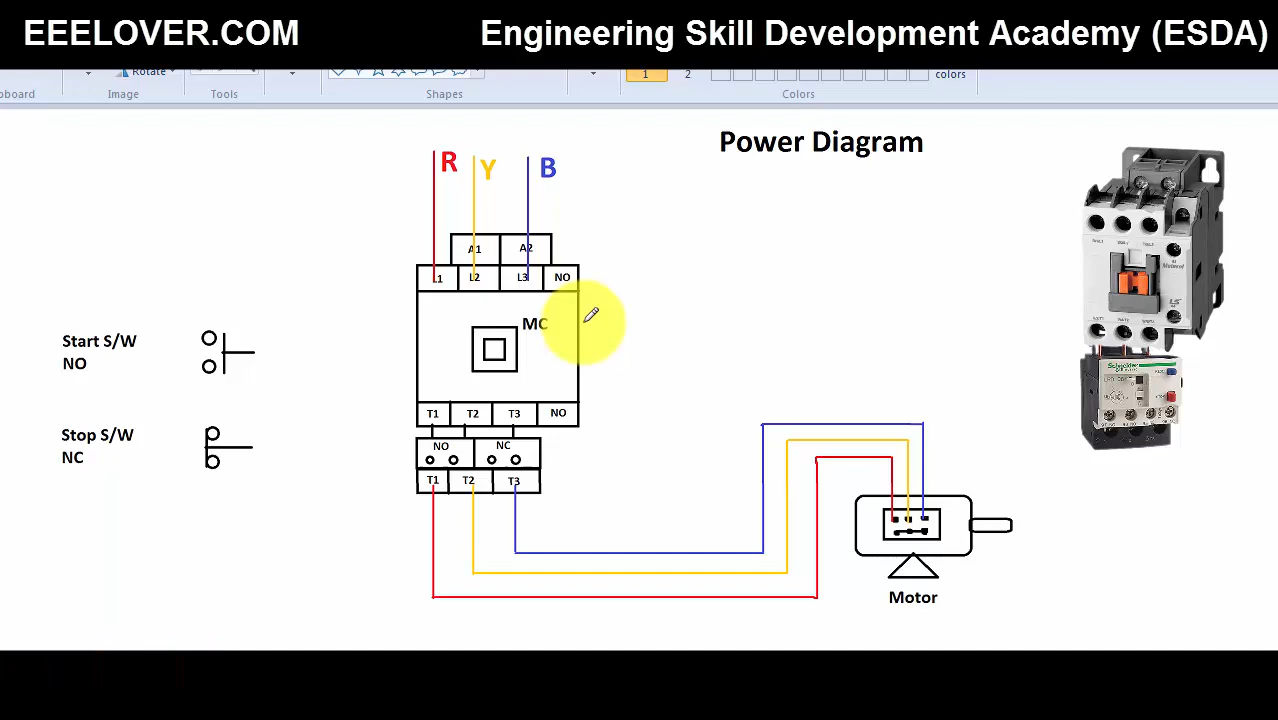 EEELOVER.COM
Engineering Skill Development Academy (ESDA)
Rotate
1
2
colors
Image
Tools
Shapes
Colors
Power Diagram
R
Y
B
A1
A2
L1
L2
L3
NO
MC
Start S/W
NO
Stop S/W
NC
T1
T2
T3
NO
NO
NC
T1
T2
T3
Motor
Schneider